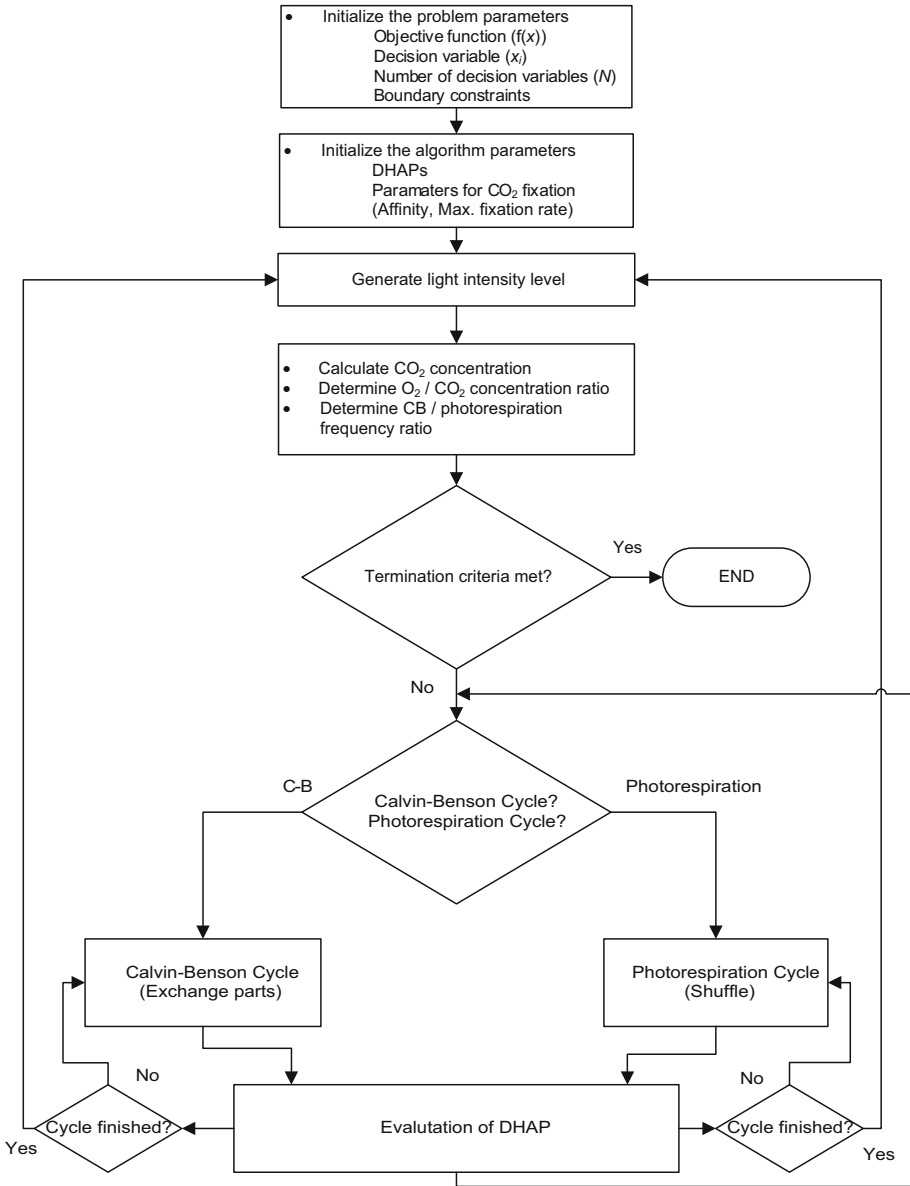 • Initialize the problem parameters
Objective function (f(x))
Decision variable (xᵢ)
Number of decision variables (N)
Boundary constraints
• Initialize the algorithm parameters
DHAPs
Paramaters for CO₂ fixation
(Affinity, Max. fixation rate)
Generate light intensity level
• Calculate CO₂ concentration
• Determine O₂ / CO₂ concentration ratio
• Determine CB / photorespiration
frequency ratio
Termination criteria met?
Yes
END
No
C-B
Calvin-Benson Cycle?
Photorespiration Cycle?
Photorespiration
Calvin-Benson Cycle
(Exchange parts)
Photorespiration Cycle
(Shuffle)
No
No
Cycle finished?
Evalutation of DHAP
Cycle finished?
Yes
Yes